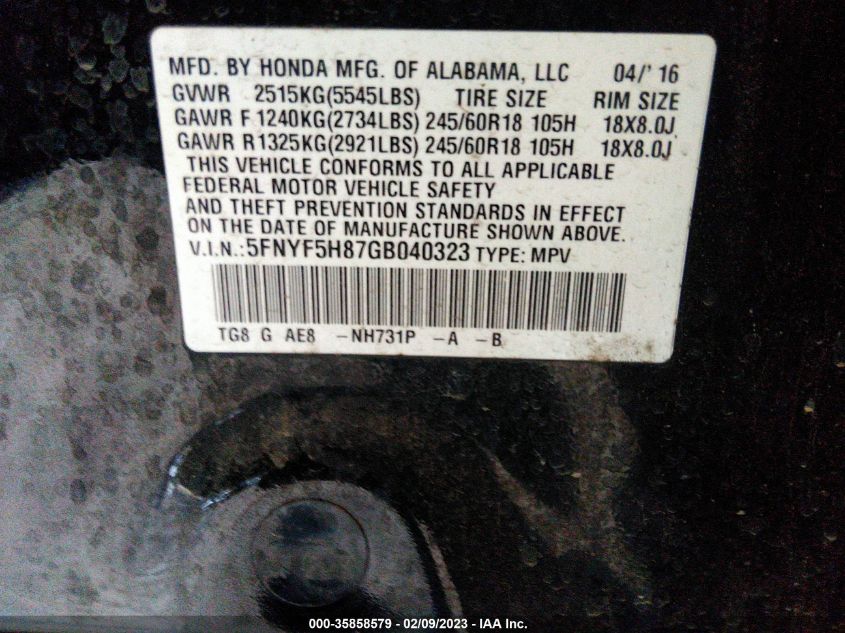 MFD. BY HONDA MFG. OF ALABAMA, LLC 04/'16
GVWR 2515KG(5545LBS) TIRE SIZE RIM SIZE
GAWR F 1240KG(2734LBS) 245/60R18 105H 18X8.0J
GAWR R 1325KG(2921LBS) 245/60R18 105H 18X8.0J
THIS VEHICLE CONFORMS TO ALL APPLICABLE
FEDERAL MOTOR VEHICLE SAFETY
AND THEFT PREVENTION STANDARDS IN EFFECT
ON THE DATE OF MANUFACTURE SHOWN ABOVE.
V.I.N.: 5FNYF5H87GB040323 TYPE: MPV
TG8 G AE8 -NH731P -A -B
000-35858579 - 02/09/2023 - IAA Inc.